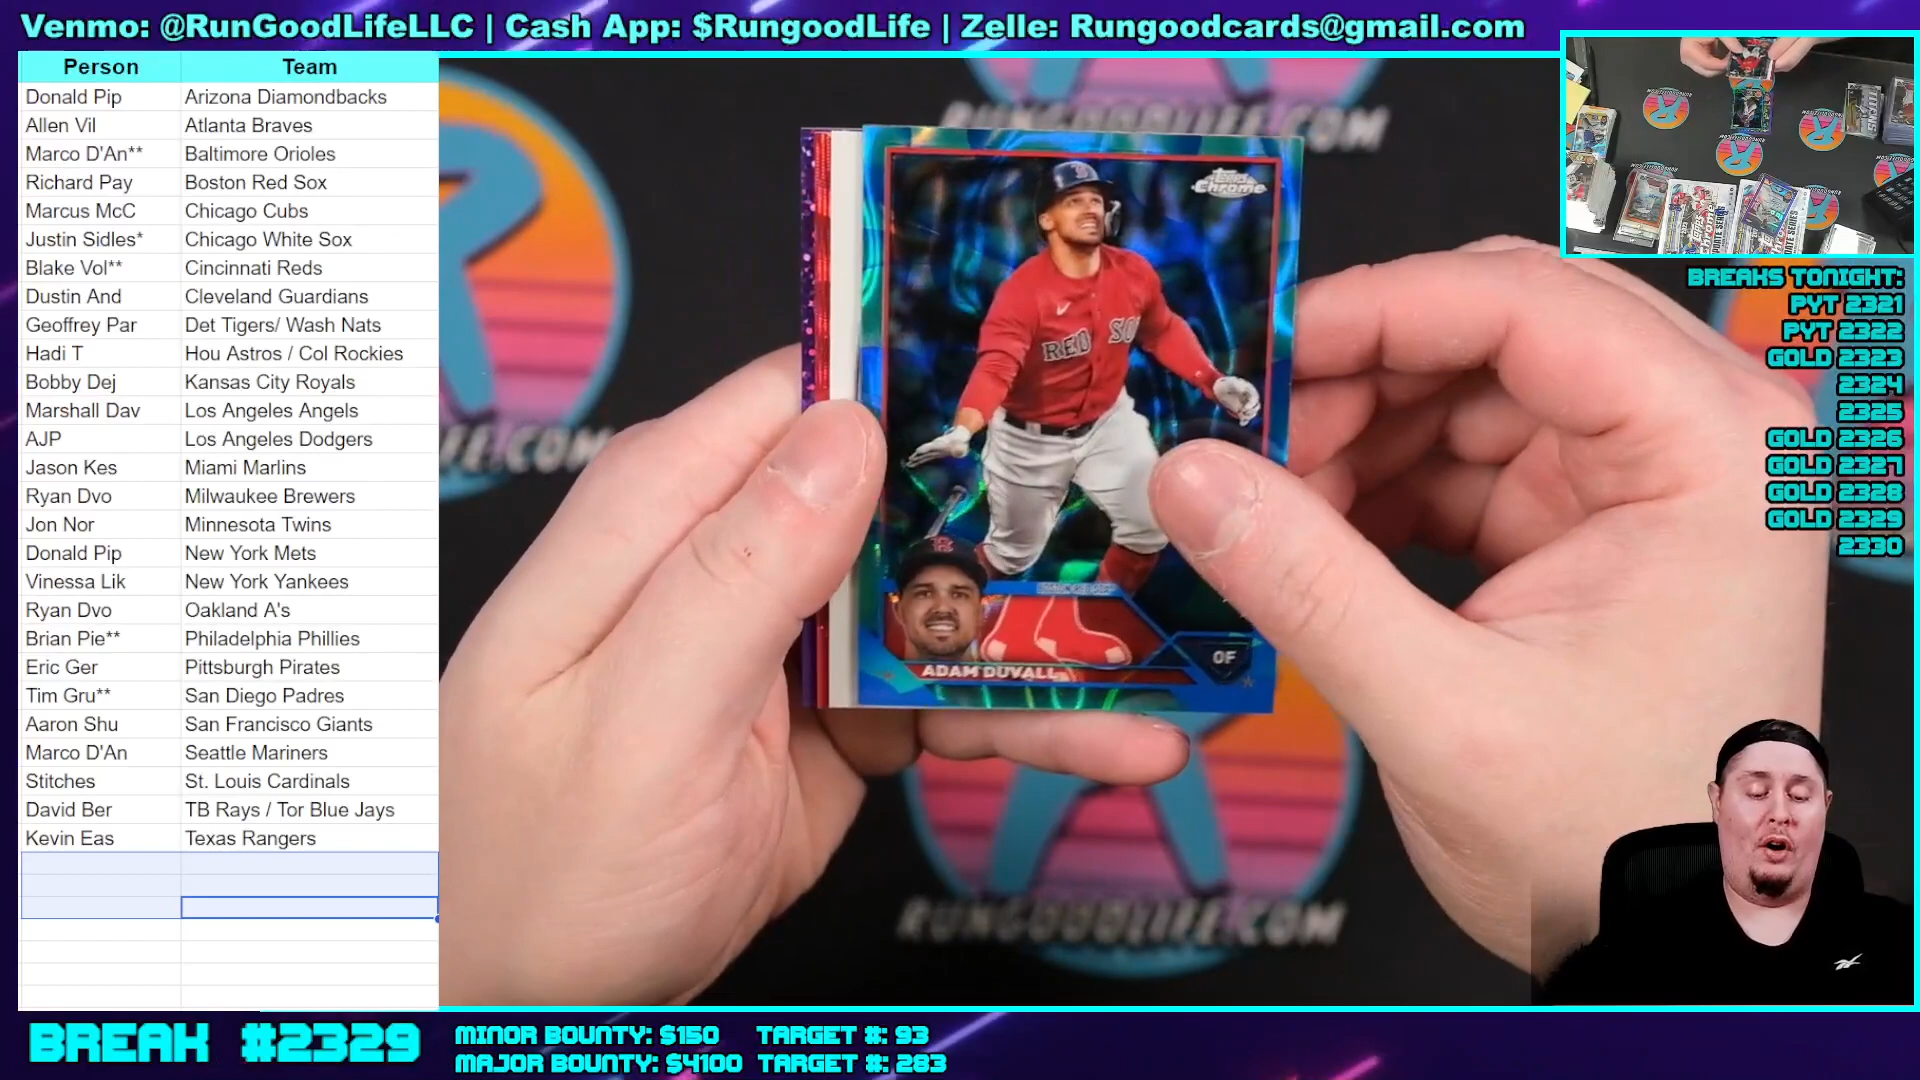 Venmo: @RunGoodLifeLLC | Cash App: $RungoodLife | Zelle: Rungoodcards@gmail.com
Person Team
Donald Pip Arizona Diamondbacks
Allen Vil Atlanta Braves
Marco D'An** Baltimore Orioles
Richard Pay Boston Red Sox
Marcus McC Chicago Cubs
Justin Sidles* Chicago White Sox
Blake Vol** Cincinnati Reds
Dustin And Cleveland Guardians
Geoffrey Par Det Tigers/ Wash Nats
Hadi T Hou Astros / Col Rockies
Bobby Dej Kansas City Royals
Marshall Dav Los Angeles Angels
AJP Los Angeles Dodgers
Jason Kes Miami Marlins
Ryan Dvo Milwaukee Brewers
Jon Nor Minnesota Twins
Donald Pip New York Mets
Vinessa Lik New York Yankees
Ryan Dvo Oakland A's
Brian Pie** Philadelphia Phillies
Eric Ger Pittsburgh Pirates
Tim Gru** San Diego Padres
Aaron Shu San Francisco Giants
Marco D'An Seattle Mariners
Stitches St. Louis Cardinals
David Ber TB Rays / Tor Blue Jays
Kevin Eas Texas Rangers
RUNGOODLIFE.COM
FE.COM
Topps Chrome
RED SO
ADAM DUVALL
OF
RUNGOODLIFE.COM
BREAKS TONIGHT:
PYT 2321
PYT 2322
GOLD 2323
2324
2325
GOLD 2326
GOLD 2327
GOLD 2328
GOLD 2329
2330
BREAK #2329
MINOR BOUNTY: $150 TARGET #: 93
MAJOR BOUNTY: $4100 TARGET #: 283